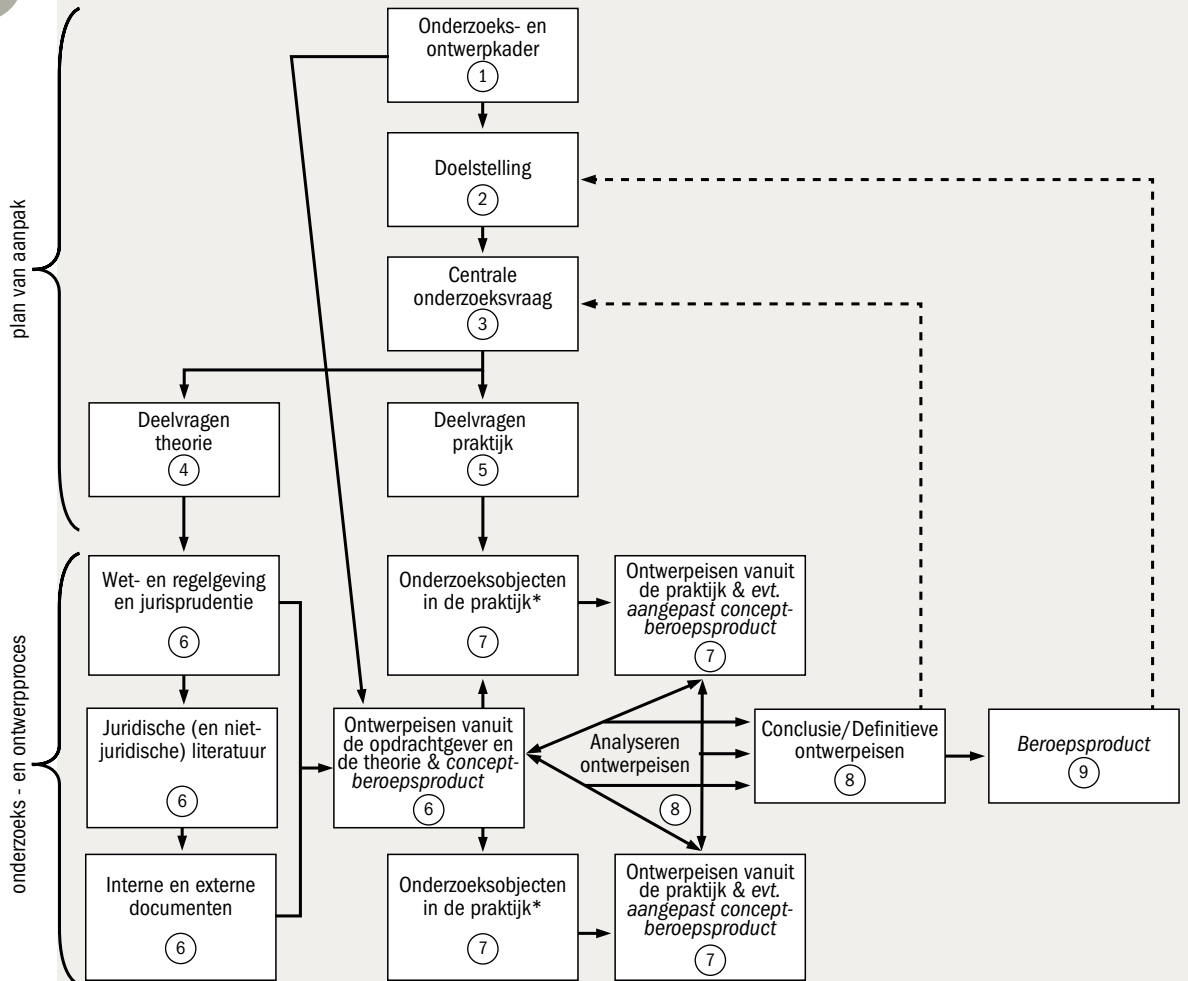 Onderzoeks- en
ontwerpkader
1
Doelstelling
2
Centrale
onderzoeksvraag
3
plan van aanpak
Deelvragen
theorie
4
Deelvragen
praktijk
5
onderzoeks - en ontwerpproces
Wet- en regelgeving
en jurisprudentie
6
Onderzoeksobjecten
in de praktijk*
7
Ontwerpeisen vanuit
de praktijk & evt.
aangepast concept-
beroepsproduct
7
Juridische (en niet-
juridische) literatuur
6
Ontwerpeisen vanuit
de opdrachtgever en
de theorie & concept-
beroepsproduct
6
Analyseren
ontwerpeisen
8
Conclusie/Definitieve
ontwerpeisen
8
Beroepsproduct
9
Interne en externe
documenten
6
Onderzoeksobjecten
in de praktijk*
7
Ontwerpeisen vanuit
de praktijk & evt.
aangepast concept-
beroepsproduct
7